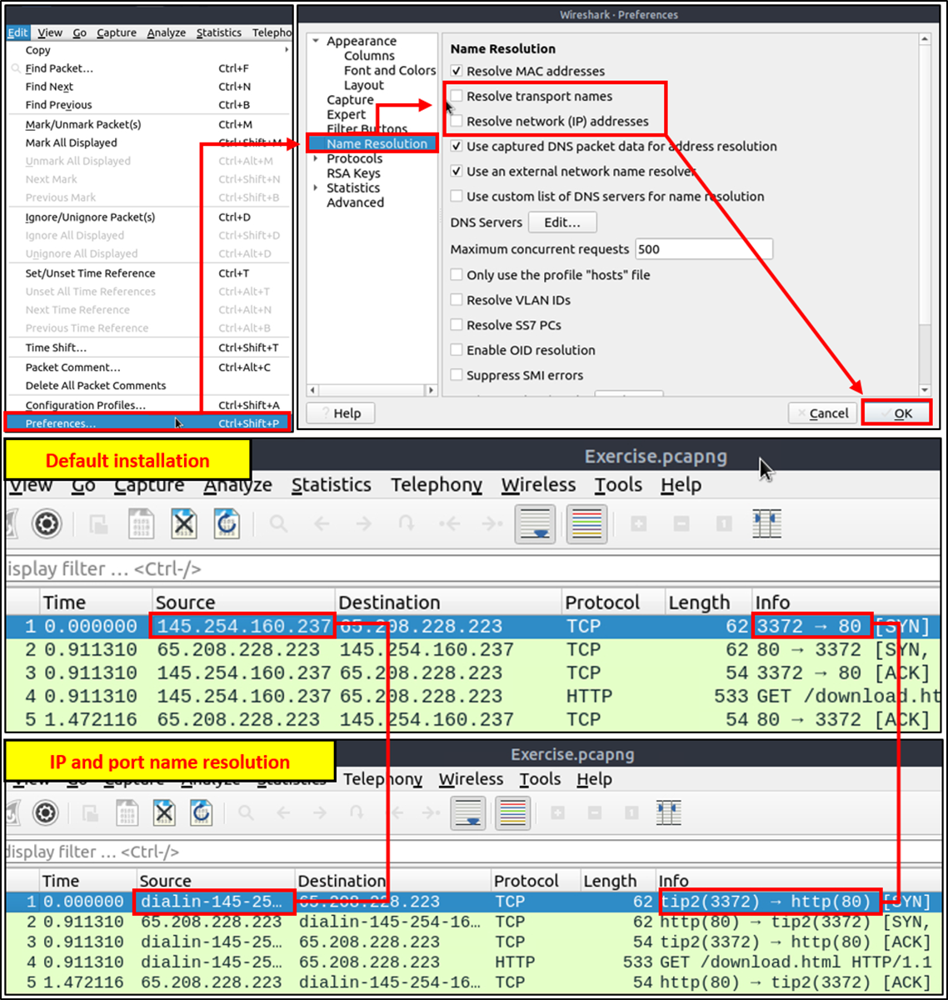 Edit View Go Capture Analyze Statistics Telepho
Copy
Find Packet... Ctrl+F
Find Next Ctrl+N
Find Previous Ctrl+B
Mark/Unmark Packet(s) Ctrl+M
Mark All Displayed Ctrl+Shift+M
Unmark All Displayed Ctrl+Alt+M
Next Mark Ctrl+Shift+N
Previous Mark Ctrl+Shift+B
Ignore/Unignore Packet(s) Ctrl+D
Ignore All Displayed Ctrl+Shift+D
Unignore All Displayed Ctrl+Alt+D
Set/Unset Time Reference Ctrl+T
Unset All Time References Ctrl+Alt+T
Next Time Reference Ctrl+Alt+N
Previous Time Reference Ctrl+Alt+B
Time Shift... Ctrl+Shift+T
Packet Comment... Ctrl+Alt+C
Delete All Packet Comments
Configuration Profiles... Ctrl+Shift+A
Preferences... Ctrl+Shift+P
Wireshark · Preferences
Appearance
Columns
Font and Colors
Layout
Capture
Expert
Filter Buttons
Name Resolution
Protocols
RSA Keys
Statistics
Advanced
Name Resolution
Resolve MAC addresses
Resolve transport names
Resolve network (IP) addresses
Use captured DNS packet data for address resolution
Use an external network name resolver
Use custom list of DNS servers for name resolution
DNS Servers Edit...
Maximum concurrent requests 500
Only use the profile "hosts" file
Resolve VLAN IDs
Resolve SS7 PCs
Enable OID resolution
Suppress SMI errors
Help Cancel OK
Default installation
Exercise.pcapng
View Go Capture Analyze Statistics Telephony Wireless Tools Help
isplay filter ... <Ctrl-/>
Time Source Destination Protocol Length Info
1 0.000000 145.254.160.237 65.208.228.223 TCP 62 3372 → 80 [SYN]
2 0.911310 65.208.228.223 145.254.160.237 TCP 62 80 → 3372 [SYN,
3 0.911310 145.254.160.237 65.208.228.223 TCP 54 3372 → 80 [ACK]
4 0.911310 145.254.160.237 65.208.228.223 HTTP 533 GET /download.ht
5 1.472116 65.208.228.223 145.254.160.237 TCP 54 80 → 3372 [ACK]
IP and port name resolution
Exercise.pcapng
View Go Capture Analyze Statistics Telephony Wireless Tools Help
display filter ... <Ctrl-/>
Time Source Destination Protocol Length Info
1 0.000000 dialin-145-25... 65.208.228.223 TCP 62 tip2(3372) → http(80) [SYN]
2 0.911310 65.208.228.223 dialin-145-254-16... TCP 62 http(80) → tip2(3372) [SYN,
3 0.911310 dialin-145-25... 65.208.228.223 TCP 54 tip2(3372) → http(80) [ACK]
4 0.911310 dialin-145-25... 65.208.228.223 HTTP 533 GET /download.html HTTP/1.1
5 1.472116 65.208.228.223 dialin-145-254-16... TCP 54 http(80) → tip2(3372) [ACK]